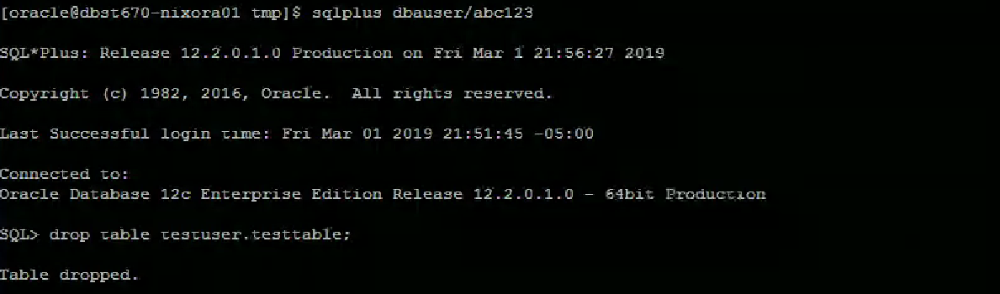 [oracle@dbst670-nixora01 tmp]$ sqlplus dbauser/abc123
SQL*Plus: Release 12.2.0.1.0 Production on Fri Mar 1 21:56:27 2019
Copyright (c) 1982, 2016, Oracle.  All rights reserved.
Last Successful login time: Fri Mar 01 2019 21:51:45 -05:00
Connected to:
Oracle Database 12c Enterprise Edition Release 12.2.0.1.0 - 64bit Production
SQL> drop table testuser.testtable;
Table dropped.